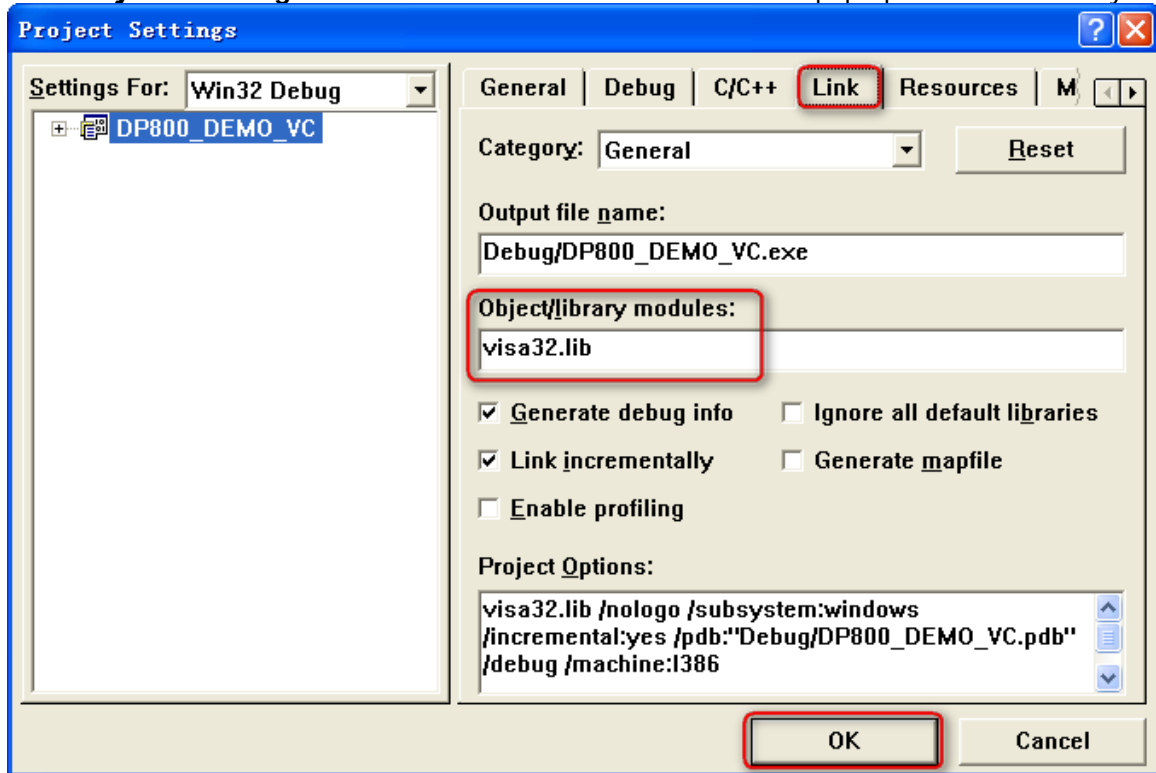 Project Settings
Settings For: Win32 Debug
DP800_DEMO_VC
General Debug C/C++ Link Resources M
Category: General Reset
Output file name:
Debug/DP800_DEMO_VC.exe
Object/library modules:
visa32.lib
Generate debug info Ignore all default libraries
Link incrementally Generate mapfile
Enable profiling
Project Options:
visa32.lib /nologo /subsystem:windows
/incremental:yes /pdb:"Debug/DP800_DEMO_VC.pdb"
/debug /machine:I386
OK Cancel